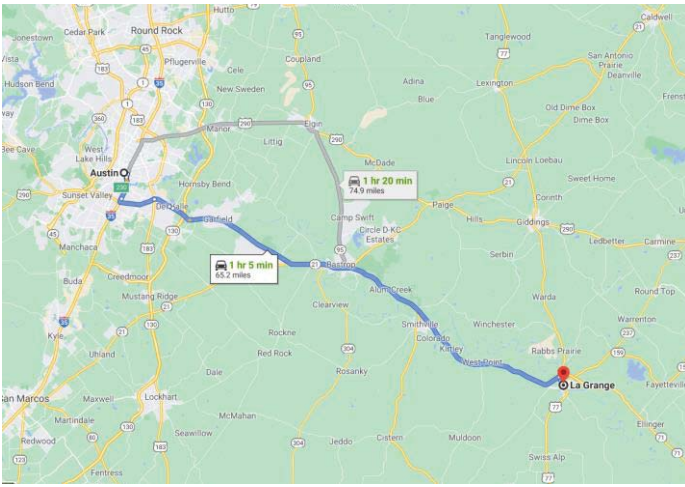 Jonestown
Cedar Park
Round Rock
Hutto
Caldwell
Vista
Pflugerville
Coupland
Tanglewood
San Antonio
Prairie
Hudson Bend
Cele
Adina
Deanville
New Sweden
Lexington
Blue
Old Dime Box
Dime Box
Manor
Elgin
Littig
Bee Cave
West
Lake Hills
McDade
Lincoln
Loebau
Austin
1 hr 20 min
74.9 miles
Sweet Home
Hornsby Bend
Sunset Valley
Del Valle
Garfield
Camp Swift
Paige
Corinth
Circle D-KC
Estates
Hills
Giddings
Manchaca
Ledbetter
Carmine
1 hr 5 min
65.2 miles
Bastrop
Serbin
Creedmoor
Buda
Alum Creek
Mustang Ridge
Clearview
Warda
Round Top
Smithville
Winchester
Warrenton
Kyle
Rockne
Colorado
Uhland
Red Rock
Kirtley
Rabbs Prairie
West Point
Dale
Rosanky
La Grange
Fayetteville
San Marcos
Maxwell
Lockhart
McMahan
Martindale
Ellinger
Seawillow
Redwood
Jeddo
Cistern
Muldoon
Swiss Alp
Fentress